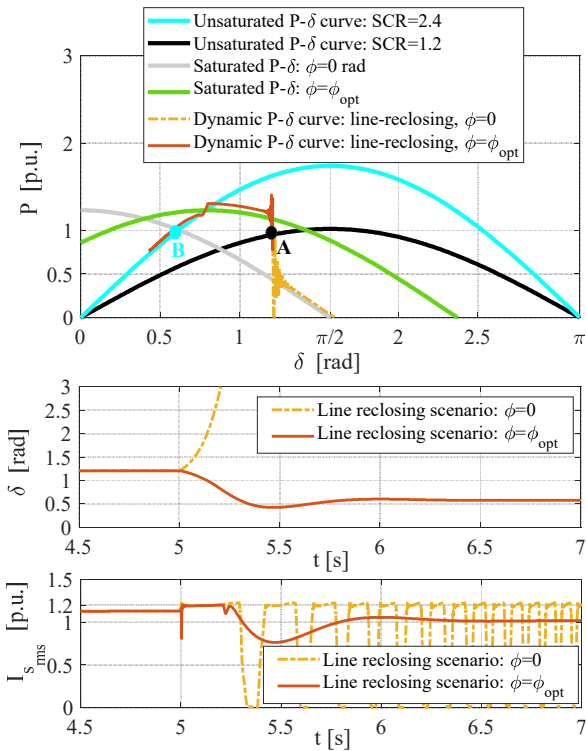 Unsaturated P-δ curve: SCR=2.4
Unsaturated P-δ curve: SCR=1.2
Saturated P-δ: ϕ=0 rad
Saturated P-δ: ϕ=ϕopt
Dynamic P-δ curve: line-reclosing, ϕ=0
Dynamic P-δ curve: line-reclosing, ϕ=ϕopt
3
2
1
0.5
0
P [p.u.]
B
A
0 0.5 1 π/2 2 2.5 π
δ [rad]
3
2.5
2
1.5
1
0.5
0
δ [rad]
Line reclosing scenario: ϕ=0
Line reclosing scenario: ϕ=ϕopt
4.5 5 5.5 6 6.5 7
t [s]
1.5
1.2
1
0.5
0
Is rms [p.u.]
Line reclosing scenario: ϕ=0
Line reclosing scenario: ϕ=ϕopt
4.5 5 5.5 6 6.5 7
t [s]